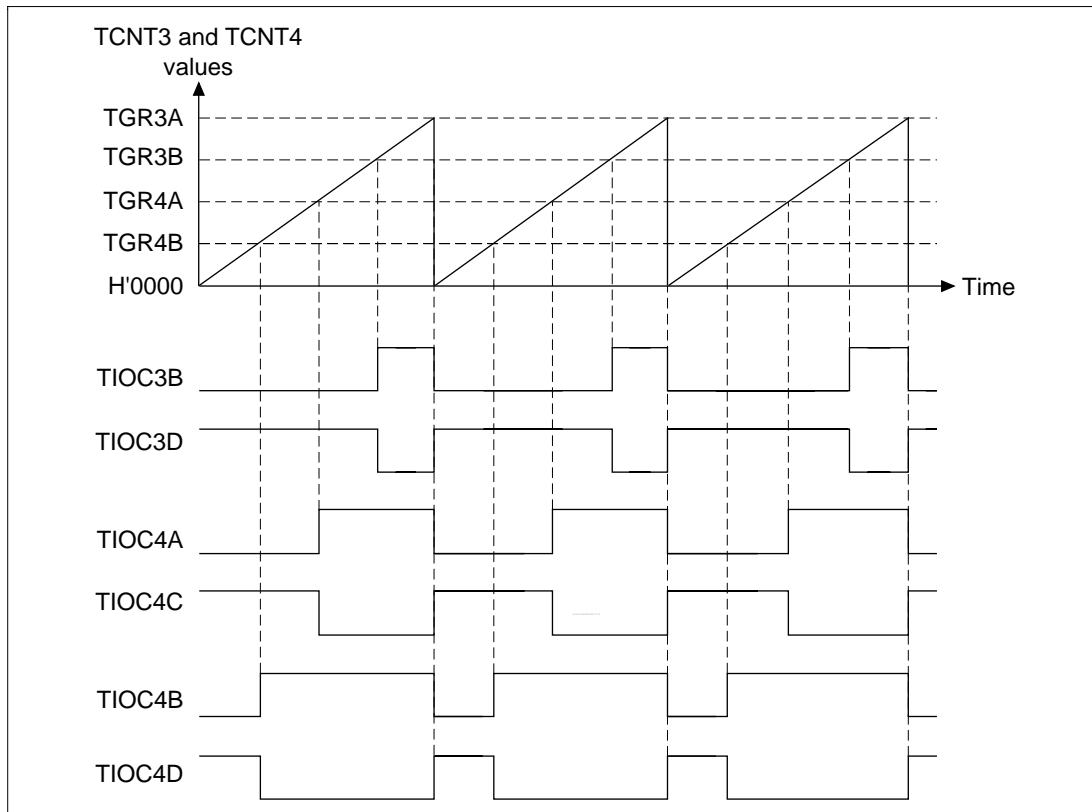 TCNT3 and TCNT4
values
TGR3A
TGR3B
TGR4A
TGR4B
H'0000
Time
TIOC3B
TIOC3D
TIOC4A
TIOC4C
TIOC4B
TIOC4D